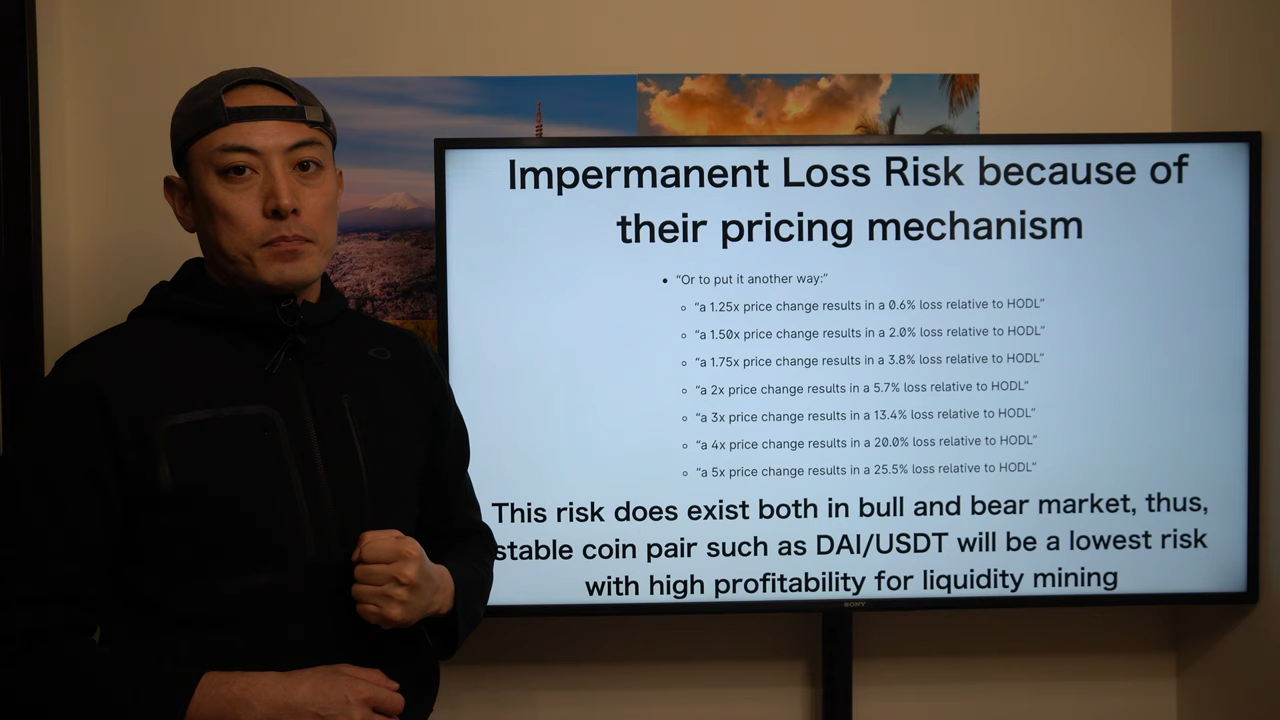 Impermanent Loss Risk because of
their pricing mechanism
• “Or to put it another way:”
◦ “a 1.25x price change results in a 0.6% loss relative to HODL”
◦ “a 1.50x price change results in a 2.0% loss relative to HODL”
◦ “a 1.75x price change results in a 3.8% loss relative to HODL”
◦ “a 2x price change results in a 5.7% loss relative to HODL”
◦ “a 3x price change results in a 13.4% loss relative to HODL”
◦ “a 4x price change results in a 20.0% loss relative to HODL”
◦ “a 5x price change results in a 25.5% loss relative to HODL”
This risk does exist both in bull and bear market, thus,
stable coin pair such as DAI/USDT will be a lowest risk
with high profitability for liquidity mining
SONY